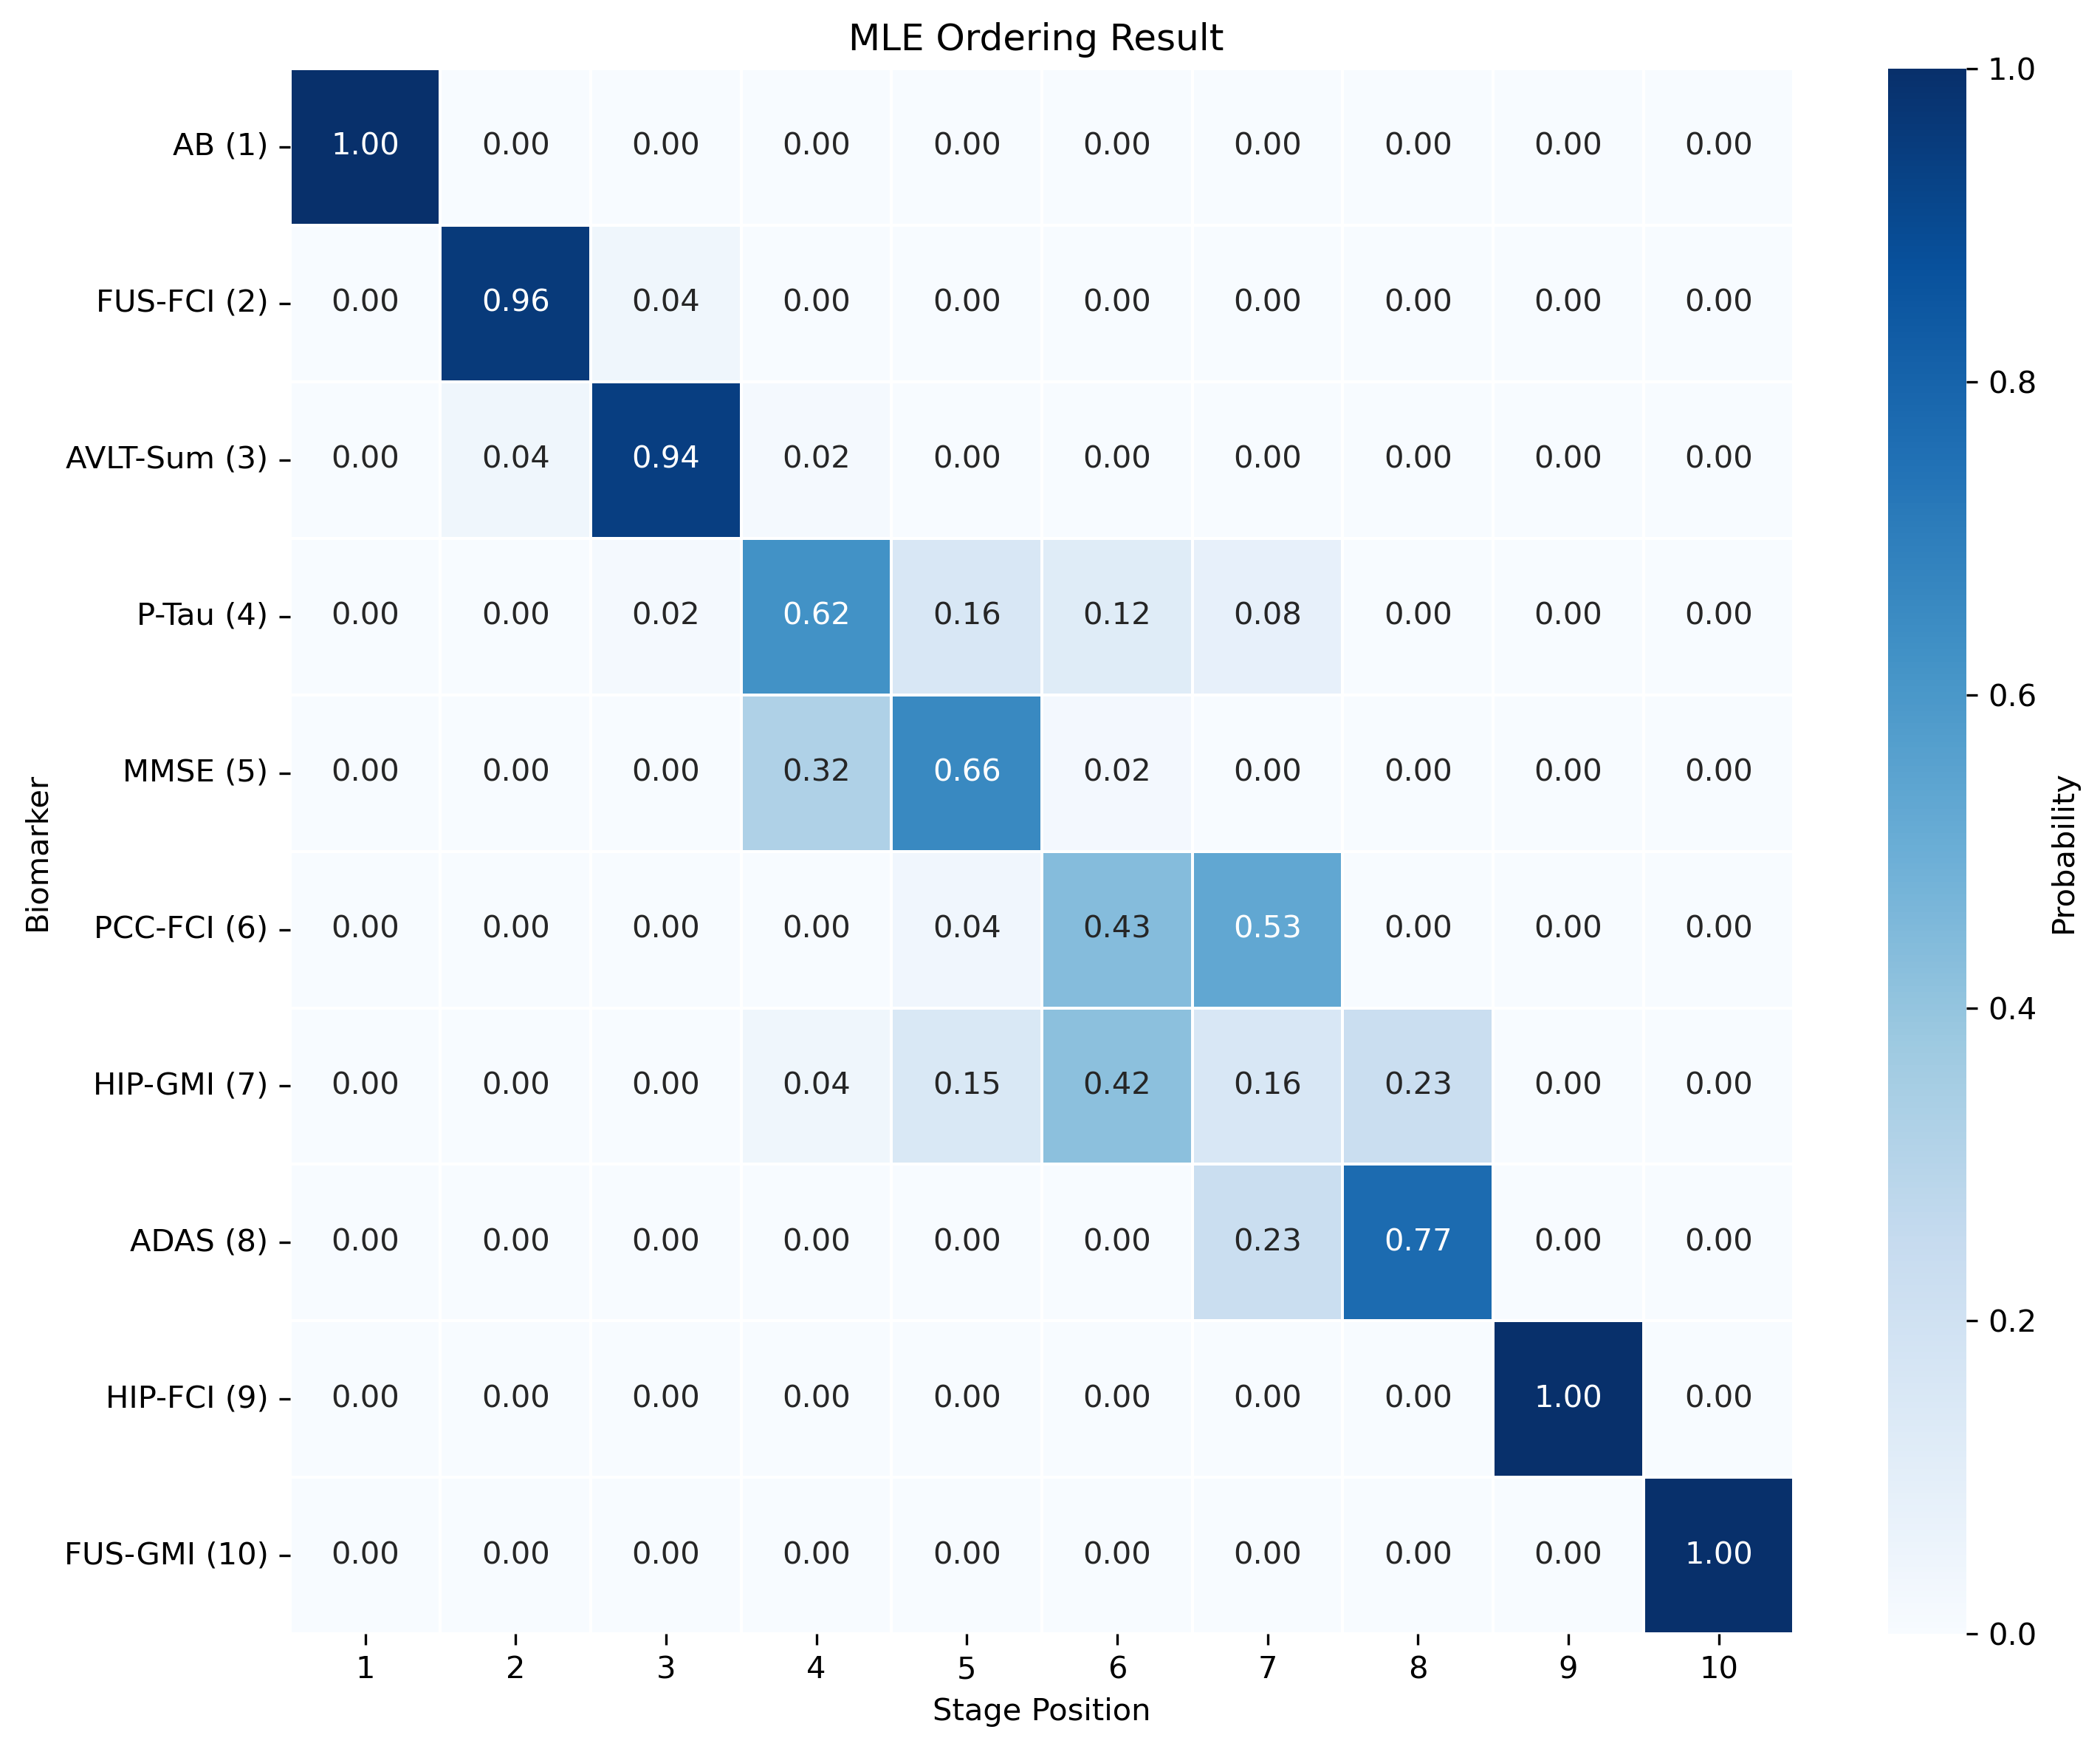 MLE Ordering Result
AB (1) 1.00 0.00 0.00 0.00 0.00 0.00 0.00 0.00 0.00 0.00
FUS-FCI (2) 0.00 0.96 0.04 0.00 0.00 0.00 0.00 0.00 0.00 0.00
AVLT-Sum (3) 0.00 0.04 0.94 0.02 0.00 0.00 0.00 0.00 0.00 0.00
P-Tau (4) 0.00 0.00 0.02 0.62 0.16 0.12 0.08 0.00 0.00 0.00
MMSE (5) 0.00 0.00 0.00 0.32 0.66 0.02 0.00 0.00 0.00 0.00
PCC-FCI (6) 0.00 0.00 0.00 0.00 0.04 0.43 0.53 0.00 0.00 0.00
HIP-GMI (7) 0.00 0.00 0.00 0.04 0.15 0.42 0.16 0.23 0.00 0.00
ADAS (8) 0.00 0.00 0.00 0.00 0.00 0.00 0.23 0.77 0.00 0.00
HIP-FCI (9) 0.00 0.00 0.00 0.00 0.00 0.00 0.00 0.00 1.00 0.00
FUS-GMI (10) 0.00 0.00 0.00 0.00 0.00 0.00 0.00 0.00 0.00 1.00
1 2 3 4 5 6 7 8 9 10
Stage Position
Biomarker
1.0
0.8
0.6
0.4
0.2
0.0
Probability